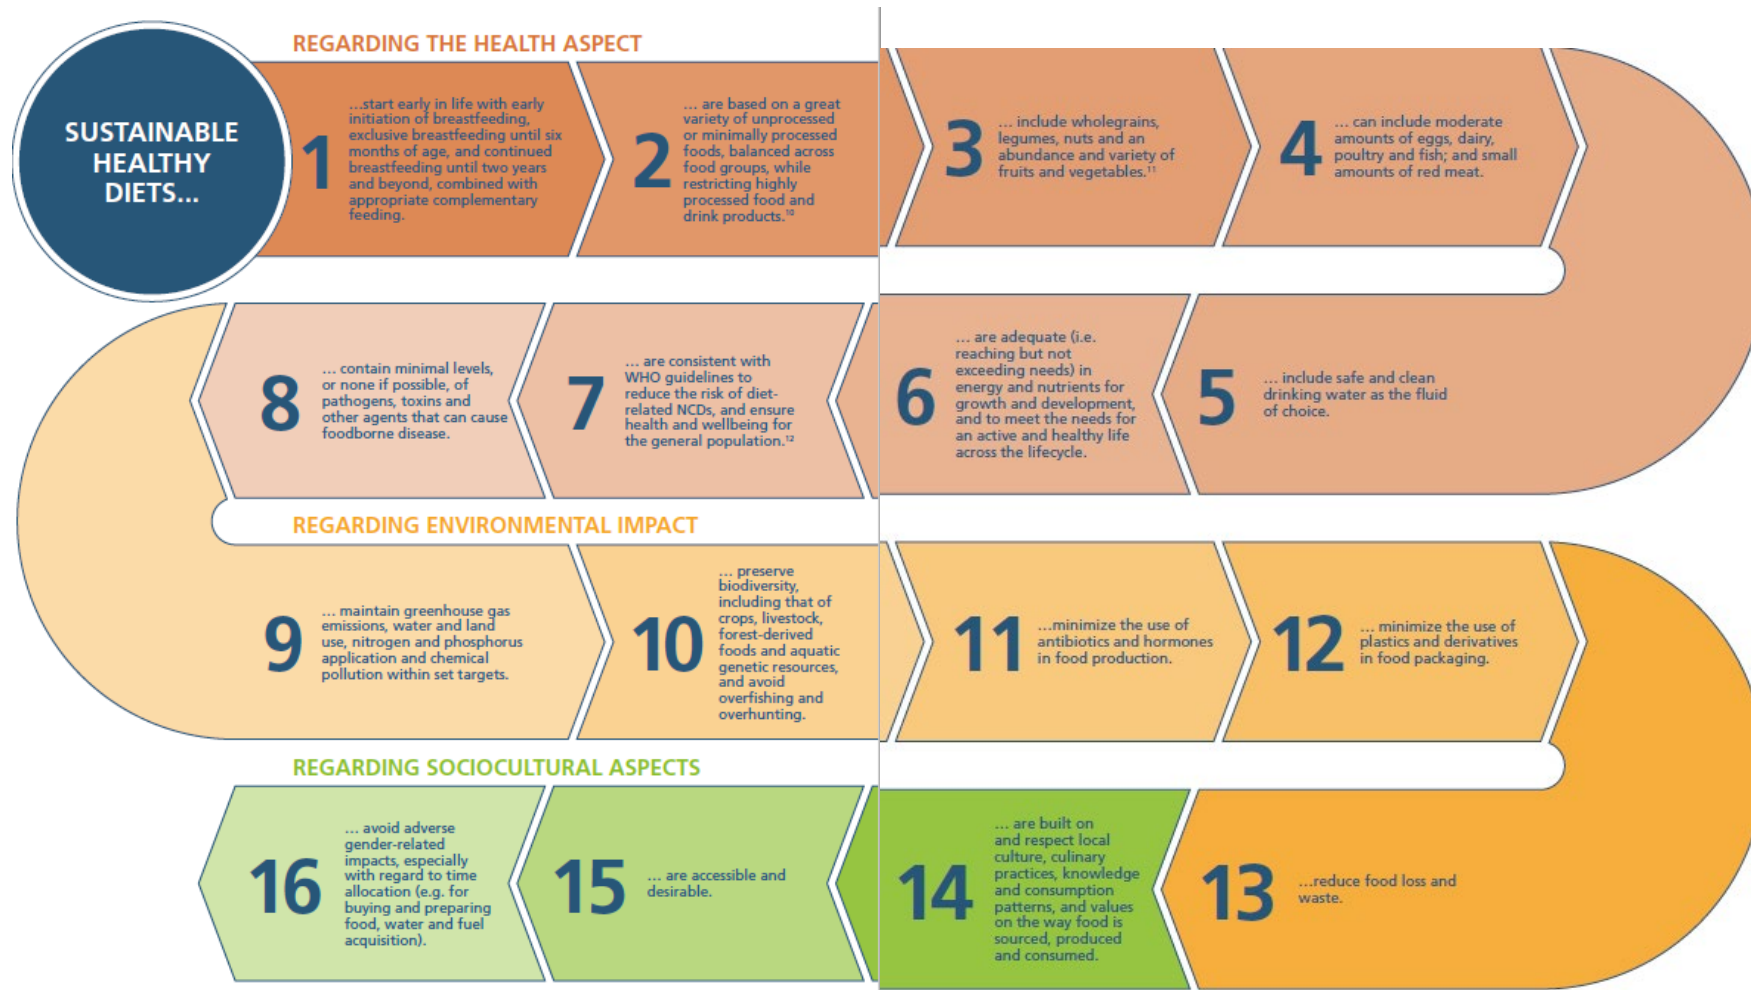 SUSTAINABLE
HEALTHY
DIETS...
REGARDING THE HEALTH ASPECT
1
...start early in life with early
initiation of breastfeeding,
exclusive breastfeeding until six
months of age, and continued
breastfeeding until two years
and beyond, combined with
appropriate complementary
feeding.
2
... are based on a great
variety of unprocessed
or minimally processed
foods, balanced across
food groups, while
restricting highly
processed food and
drink products.¹⁰
3
... include wholegrains,
legumes, nuts and an
abundance and variety of
fruits and vegetables.¹¹
4
... can include moderate
amounts of eggs, dairy,
poultry and fish; and small
amounts of red meat.
5
... include safe and clean
drinking water as the fluid
of choice.
6
... are adequate (i.e.
reaching but not
exceeding needs) in
energy and nutrients for
growth and development,
and to meet the needs for
an active and healthy life
across the lifecycle.
7
... are consistent with
WHO guidelines to
reduce the risk of diet-
related NCDs, and ensure
health and wellbeing for
the general population.¹²
8
... contain minimal levels,
or none if possible, of
pathogens, toxins and
other agents that can cause
foodborne disease.
REGARDING ENVIRONMENTAL IMPACT
9
... maintain greenhouse gas
emissions, water and land
use, nitrogen and phosphorus
application and chemical
pollution within set targets.
10
... preserve
biodiversity,
including that of
crops, livestock,
forest-derived
foods and aquatic
genetic resources,
and avoid
overfishing and
overhunting.
11
...minimize the use of
antibiotics and hormones
in food production.
12
... minimize the use of
plastics and derivatives
in food packaging.
13
...reduce food loss and
waste.
REGARDING SOCIOCULTURAL ASPECTS
14
... are built on
and respect local
culture, culinary
practices, knowledge
and consumption
patterns, and values
on the way food is
sourced, produced
and consumed.
15
... are accessible and
desirable.
16
... avoid adverse
gender-related
impacts, especially
with regard to time
allocation (e.g. for
buying and preparing
food, water and fuel
acquisition).